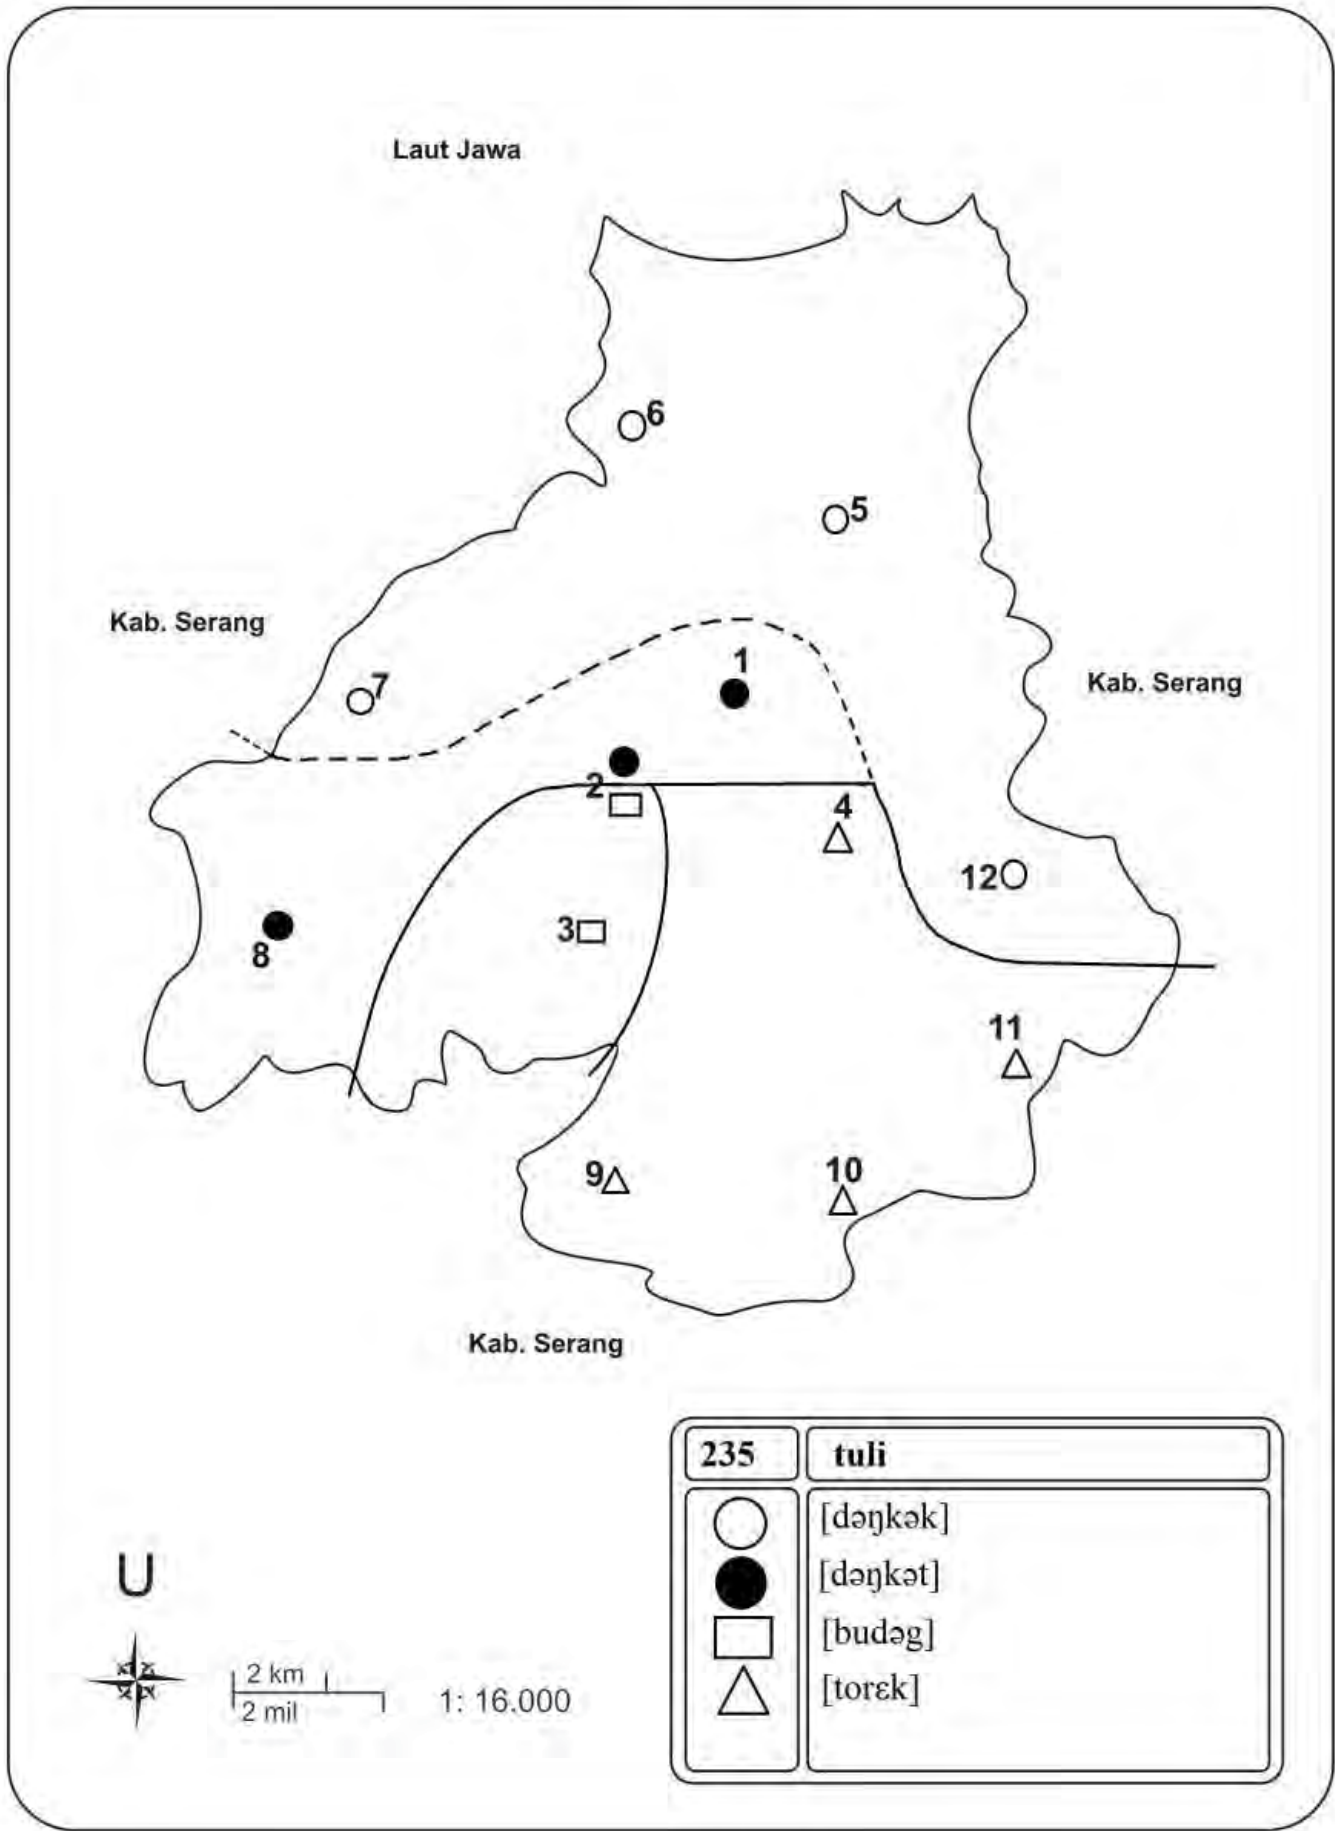 Laut Jawa
6
5
Kab. Serang
1
Kab. Serang
7
2
4
12
3
8
11
9
10
Kab. Serang
235 tuli
[dəŋkək]
[dəŋkət]
[budəg]
[torɛk]
U
2 km
2 mil
1: 16.000